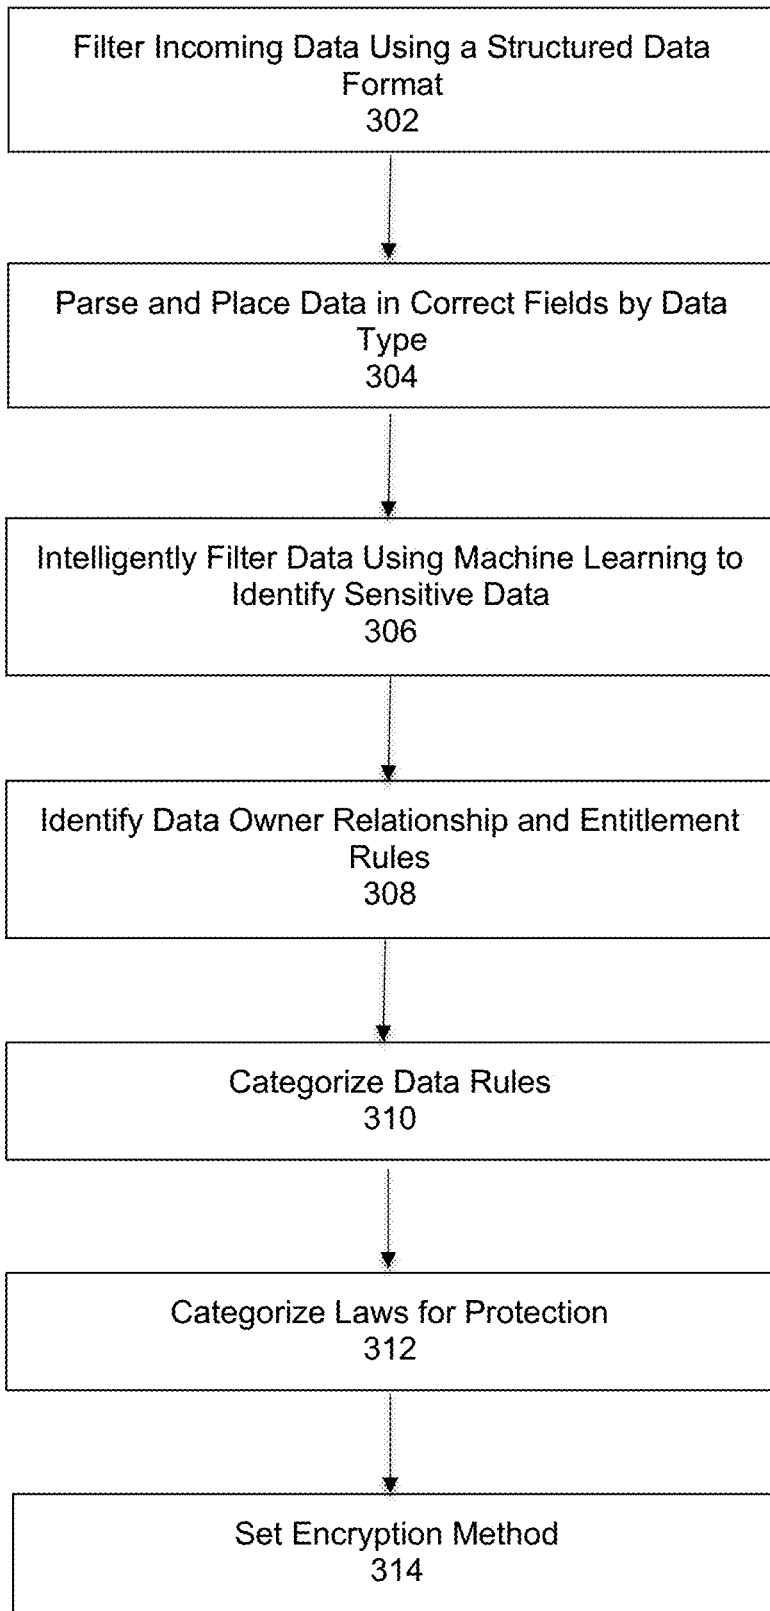 Filter Incoming Data Using a Structured Data
Format
302
Parse and Place Data in Correct Fields by Data
Type
304
Intelligently Filter Data Using Machine Learning to
Identify Sensitive Data
306
Identify Data Owner Relationship and Entitlement
Rules
308
Categorize Data Rules
310
Categorize Laws for Protection
312
Set Encryption Method
314